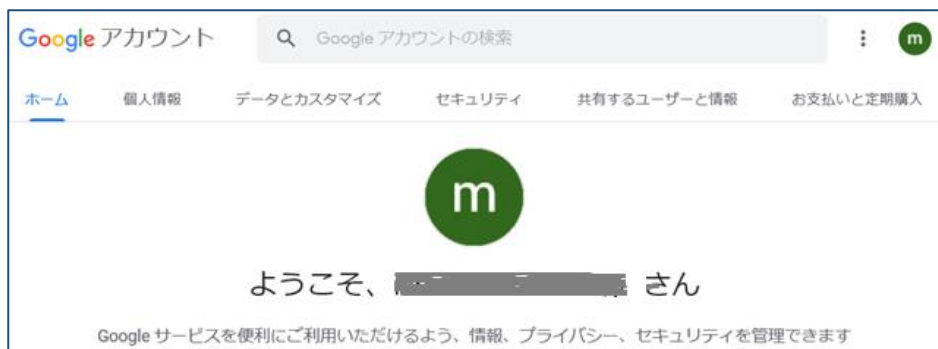 Google アカウント
Google アカウントの検索
m
ホーム 個人情報 データとカスタマイズ セキュリティ 共有するユーザーと情報 お支払いと定期購入
m
ようこそ、 さん
Google サービスを便利にご利用いただけるよう、情報、プライバシー、セキュリティを管理できます